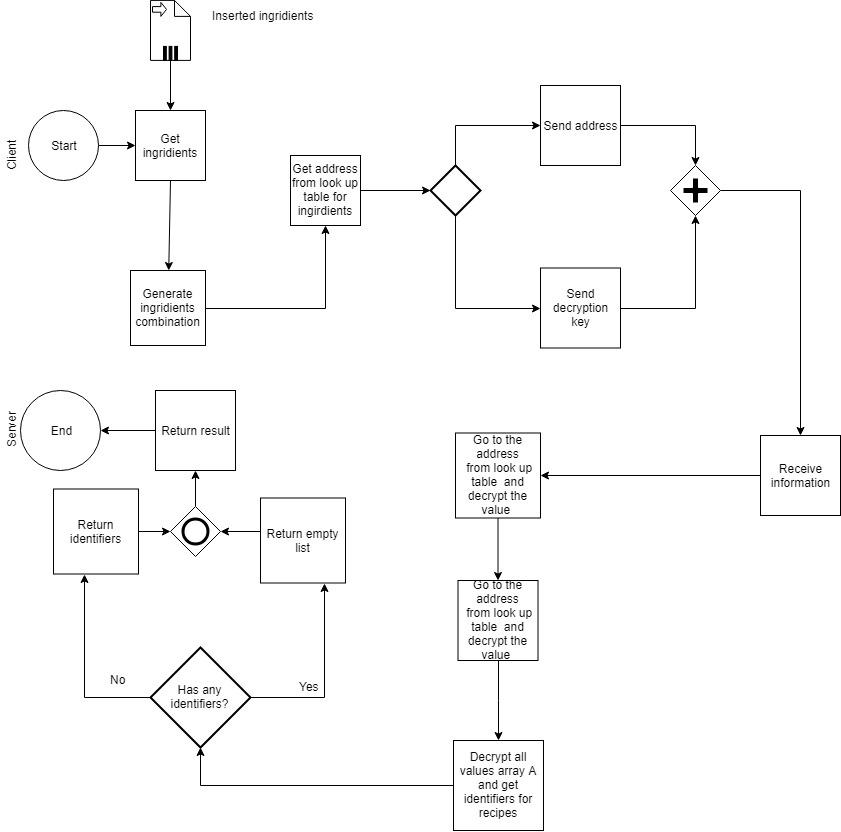 Inserted ingridients
Client
Start
Get
ingridients
Generate
ingridients
combination
Get address
from look up
table for
ingirdients
Send address
Send
decryption
key
Receive
information
Go to the
address
from look up
table and
decrypt the
value
Go to the
address
from look up
table and
decrypt the
value
Decrypt all
values array A
and get
identifiers for
recipes
Has any
identifiers?
No
Yes
Return
identifiers
Return empty
list
Return result
End
Server